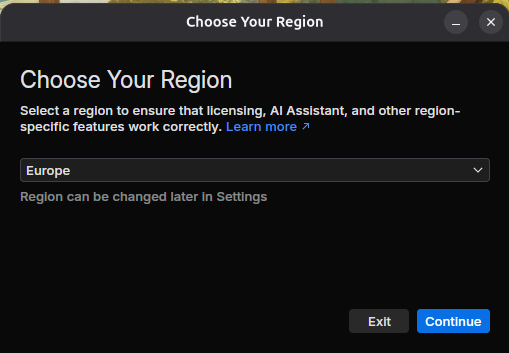 Choose Your Region
Choose Your Region
Select a region to ensure that licensing, AI Assistant, and other region-
specific features work correctly. Learn more ↗
Europe
Region can be changed later in Settings
Exit
Continue